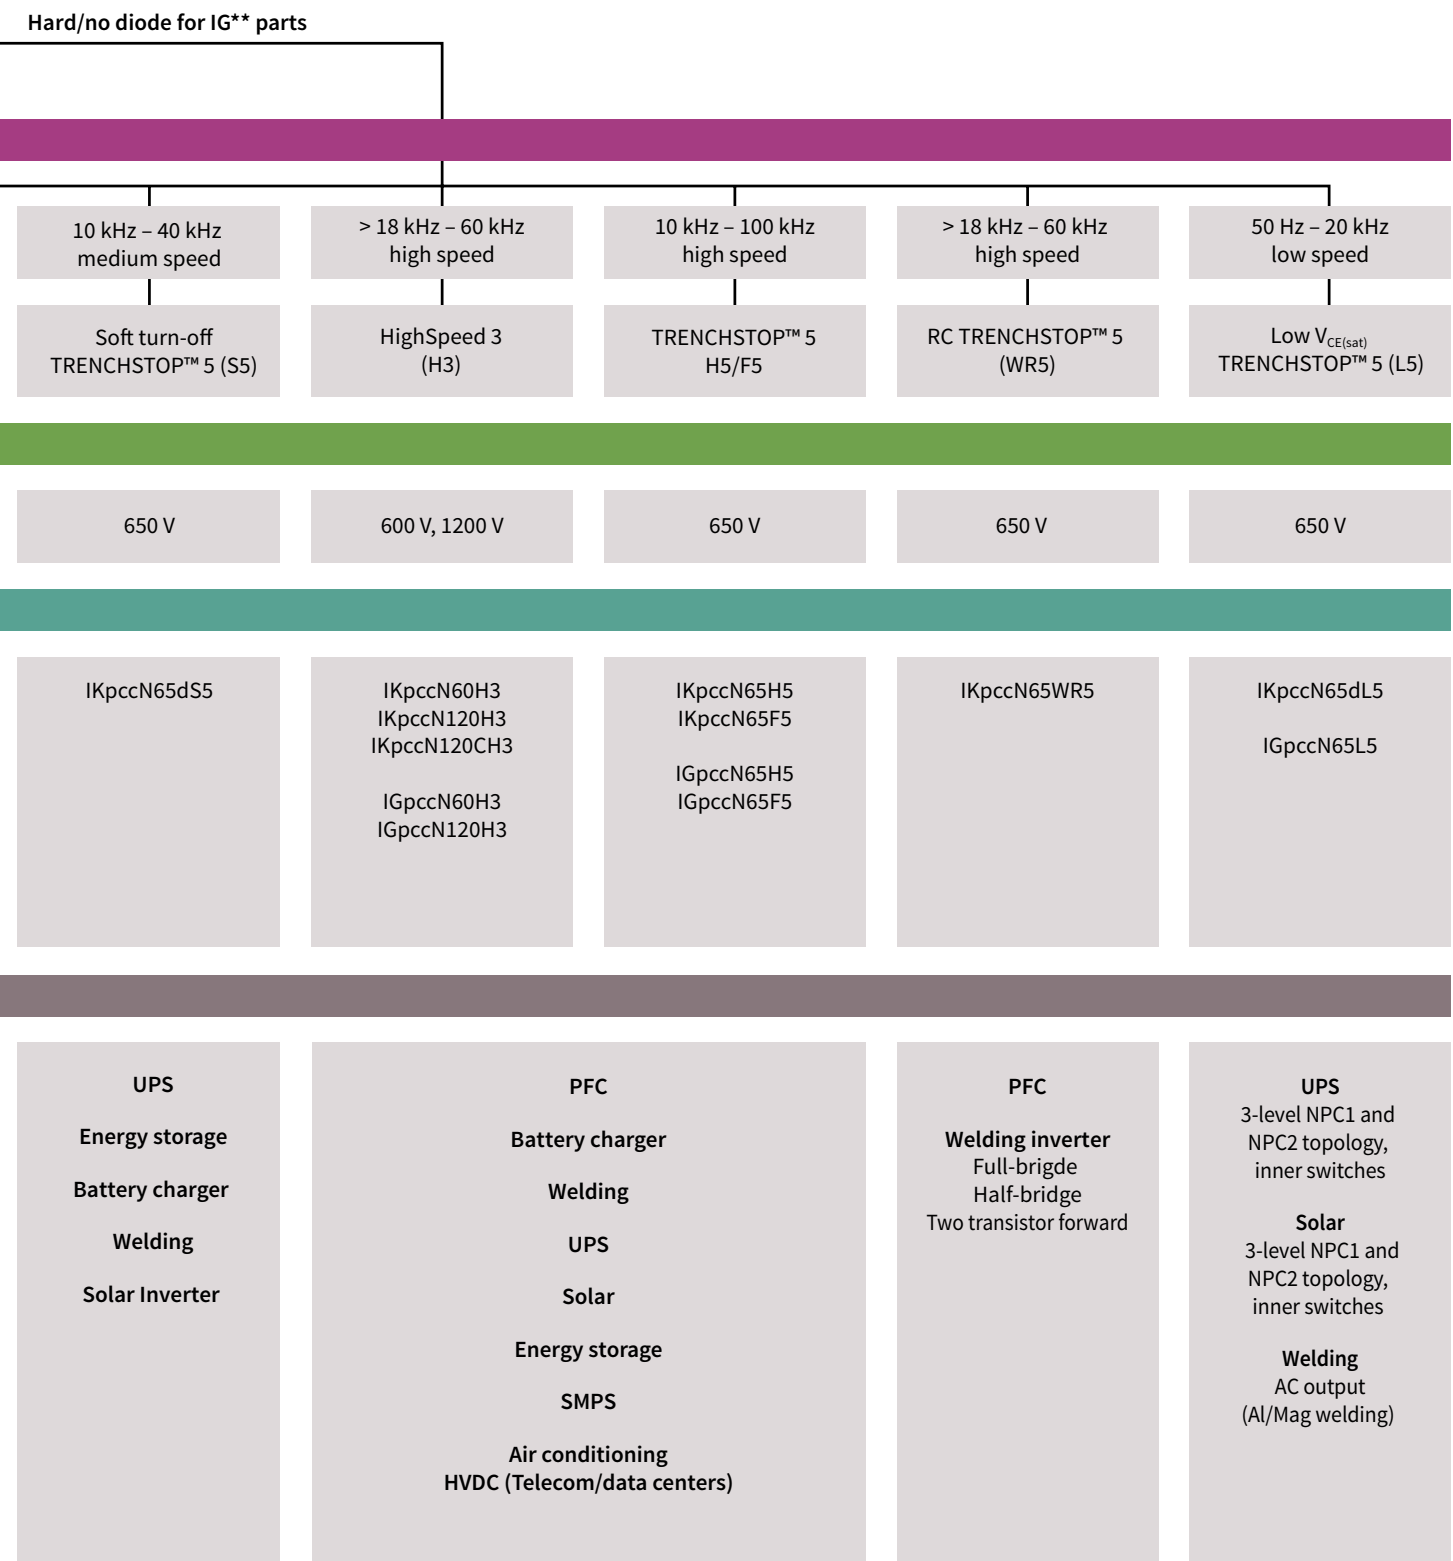 Hard/no diode for IG** parts
10 kHz – 40 kHz
medium speed
> 18 kHz – 60 kHz
high speed
10 kHz – 100 kHz
high speed
> 18 kHz – 60 kHz
high speed
50 Hz – 20 kHz
low speed
Soft turn-off
TRENCHSTOP™ 5 (S5)
HighSpeed 3
(H3)
TRENCHSTOP™ 5
H5/F5
RC TRENCHSTOP™ 5
(WR5)
Low VCE(sat)
TRENCHSTOP™ 5 (L5)
650 V
600 V, 1200 V
650 V
650 V
650 V
IKpccN65dS5
IKpccN60H3
IKpccN120H3
IKpccN120CH3
IGpccN60H3
IGpccN120H3
IKpccN65H5
IKpccN65F5
IGpccN65H5
IGpccN65F5
IKpccN65WR5
IKpccN65dL5
IGpccN65L5
UPS
Energy storage
Battery charger
Welding
Solar Inverter
PFC
Battery charger
Welding
UPS
Solar
Energy storage
SMPS
Air conditioning
HVDC (Telecom/data centers)
PFC
Welding inverter
Full-brigde
Half-bridge
Two transistor forward
UPS
3-level NPC1 and
NPC2 topology,
inner switches
Solar
3-level NPC1 and
NPC2 topology,
inner switches
Welding
AC output
(Al/Mag welding)